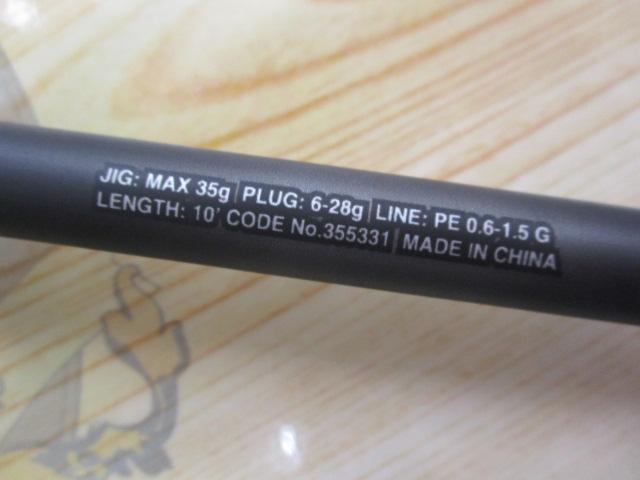 JIG: MAX 35g | PLUG: 6-28g | LINE: PE 0.6-1.5 G
LENGTH: 10' CODE No.355331 | MADE IN CHINA